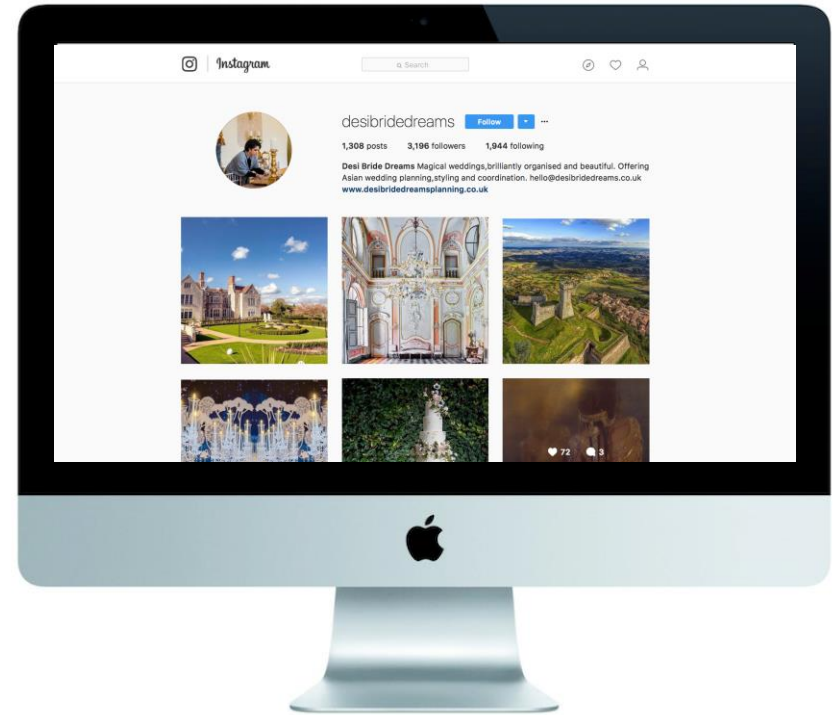 Instagram
Search
desibridedreams Follow
1,308 posts 3,196 followers 1,944 following
Desi Bride Dreams Magical weddings,brilliantly organised and beautiful. Offering
Asian wedding planning,styling and coordination. hello@desibridedreams.co.uk
www.desibridedreamsplanning.co.uk
72 3